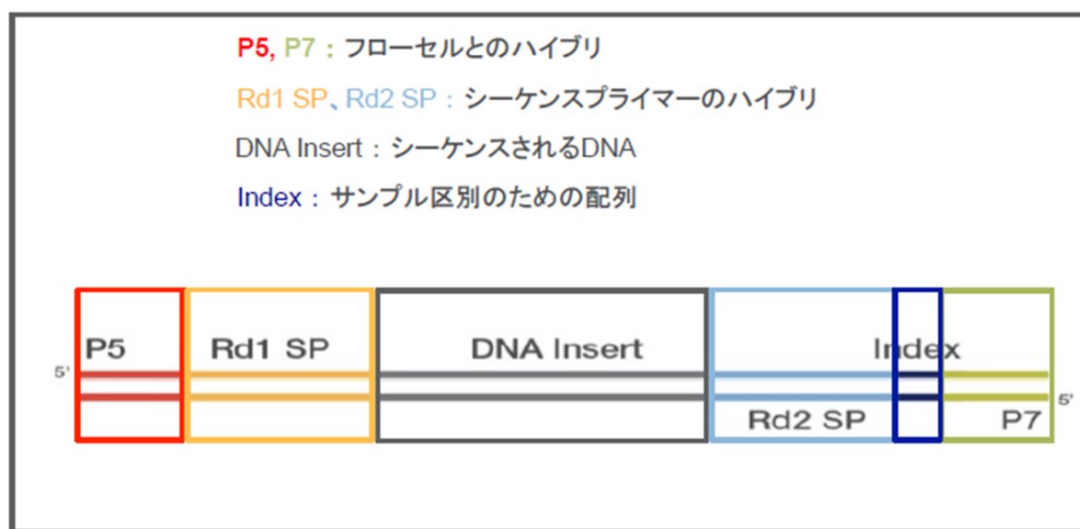 P5, P7：フローセルとのハイブリ
Rd1 SP、Rd2 SP：シーケンスプライマーのハイブリ
DNA Insert：シーケンスされるDNA
Index：サンプル区別のための配列
P5 Rd1 SP DNA Insert Index
5'
5'
Rd2 SP P7